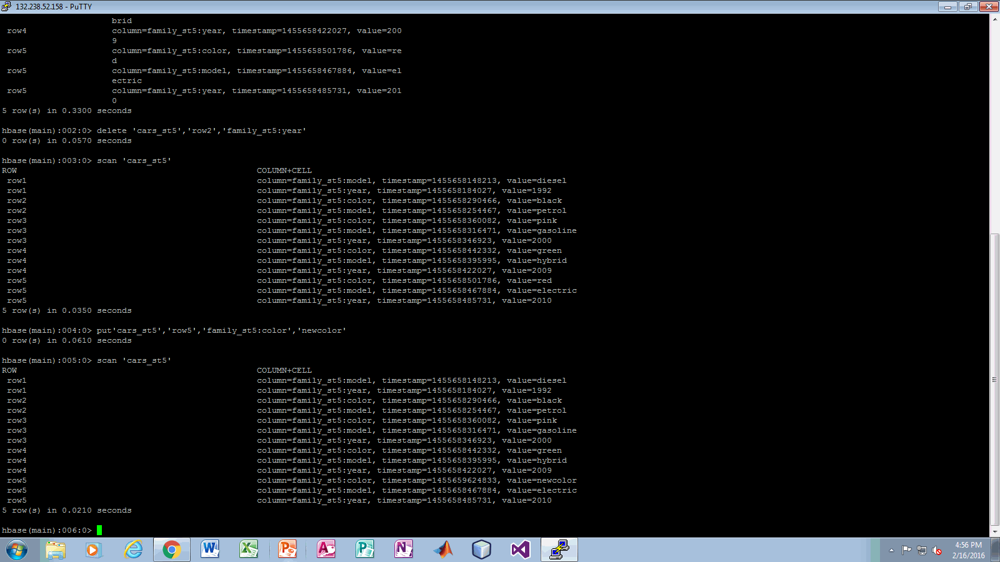 132.238.52.158 - PuTTY
brid
row4 column=family_st5:year, timestamp=1455658422027, value=200
9
row5 column=family_st5:color, timestamp=1455658501786, value=re
d
row5 column=family_st5:model, timestamp=1455658467884, value=el
ectric
row5 column=family_st5:year, timestamp=1455658485731, value=201
0
5 row(s) in 0.3300 seconds
hbase(main):002:0> delete 'cars_st5','row2','family_st5:year'
0 row(s) in 0.0570 seconds
hbase(main):003:0> scan 'cars_st5'
ROW COLUMN+CELL
row1 column=family_st5:model, timestamp=1455658148213, value=diesel
row1 column=family_st5:year, timestamp=1455658184027, value=1992
row2 column=family_st5:color, timestamp=1455658290466, value=black
row2 column=family_st5:model, timestamp=1455658254467, value=petrol
row3 column=family_st5:color, timestamp=1455658360082, value=pink
row3 column=family_st5:model, timestamp=1455658316471, value=gasoline
row3 column=family_st5:year, timestamp=1455658346923, value=2000
row4 column=family_st5:color, timestamp=1455658442332, value=green
row4 column=family_st5:model, timestamp=1455658395995, value=hybrid
row4 column=family_st5:year, timestamp=1455658422027, value=2009
row5 column=family_st5:color, timestamp=1455658501786, value=red
row5 column=family_st5:model, timestamp=1455658467884, value=electric
row5 column=family_st5:year, timestamp=1455658485731, value=2010
5 row(s) in 0.0350 seconds
hbase(main):004:0> put'cars_st5','row5','family_st5:color','newcolor'
0 row(s) in 0.0610 seconds
hbase(main):005:0> scan 'cars_st5'
ROW COLUMN+CELL
row1 column=family_st5:model, timestamp=1455658148213, value=diesel
row1 column=family_st5:year, timestamp=1455658184027, value=1992
row2 column=family_st5:color, timestamp=1455658290466, value=black
row2 column=family_st5:model, timestamp=1455658254467, value=petrol
row3 column=family_st5:color, timestamp=1455658360082, value=pink
row3 column=family_st5:model, timestamp=1455658316471, value=gasoline
row3 column=family_st5:year, timestamp=1455658346923, value=2000
row4 column=family_st5:color, timestamp=1455658442332, value=green
row4 column=family_st5:model, timestamp=1455658395995, value=hybrid
row4 column=family_st5:year, timestamp=1455658422027, value=2009
row5 column=family_st5:color, timestamp=1455659624833, value=newcolor
row5 column=family_st5:model, timestamp=1455658467884, value=electric
row5 column=family_st5:year, timestamp=1455658485731, value=2010
5 row(s) in 0.0210 seconds
hbase(main):006:0>
4:56 PM
2/16/2016